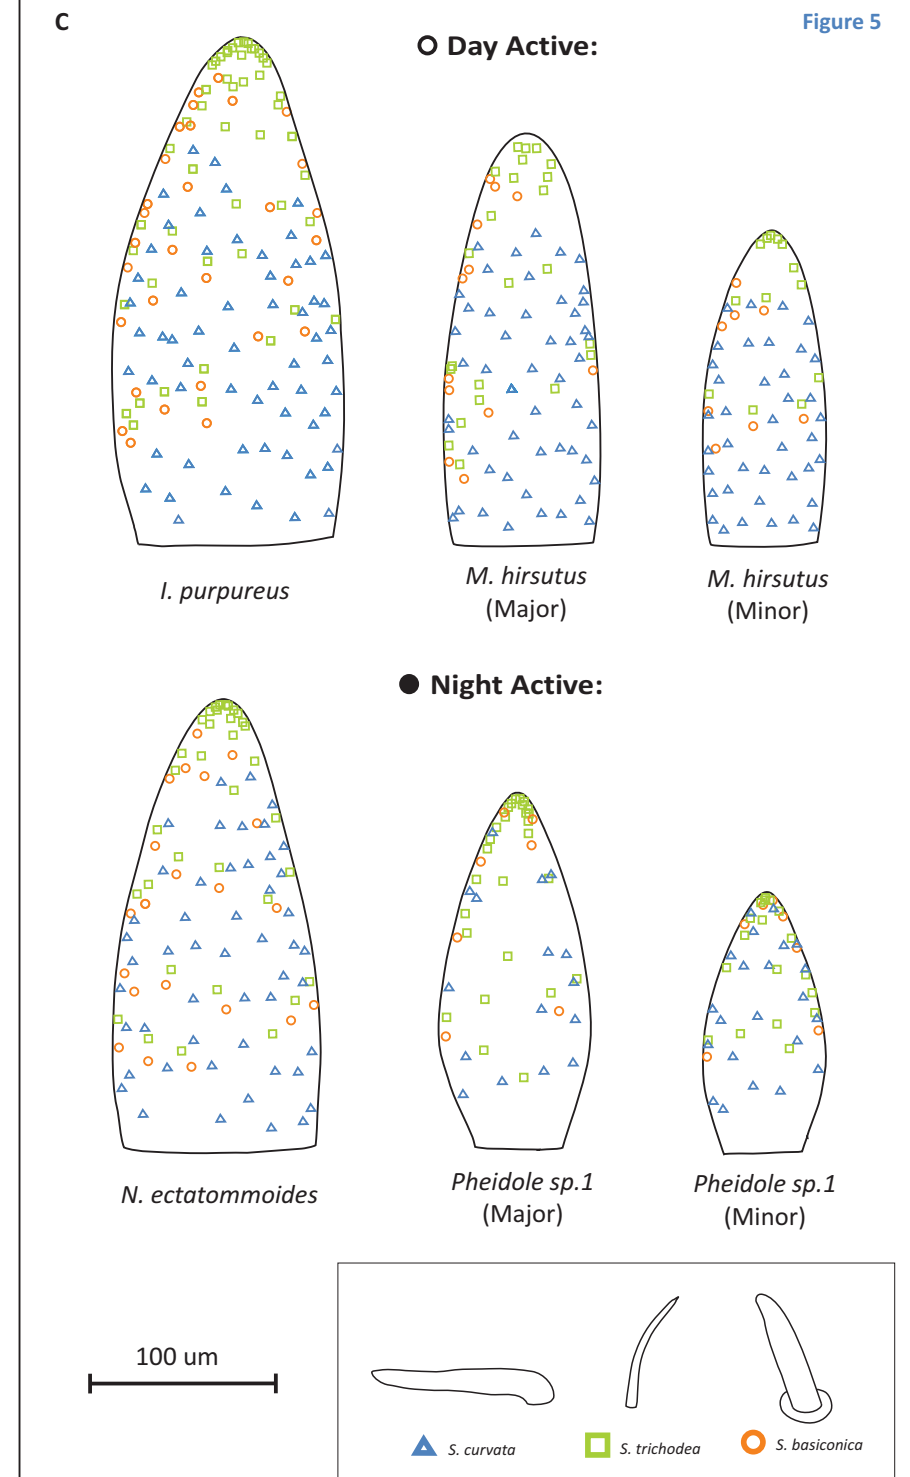 C
Figure 5
Day Active:
I. purpureus
M. hirsutus
(Major)
M. hirsutus
(Minor)
Night Active:
N. ectatommoides
Pheidole sp.1
(Major)
Pheidole sp.1
(Minor)
100 um
S. curvata
S. trichodea
S. basiconica